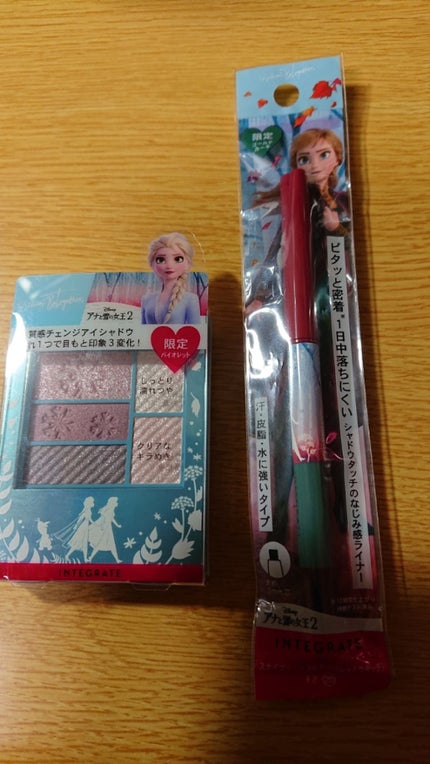 Disney
アナと雪の女王2
質感チェンジアイシャドウ
れ1つで目もと印象3変化!
限定
バイオレット
しっとり
濡れつや
クリアな
キラめき
INTEGRATE
限定
ピタッと密着*1日中落ちにくい
シャドウタッチのなじみ感ライナー
汗・皮脂・水に強いタイプ
Disney
アナと雪の女王2
INTEGRATE